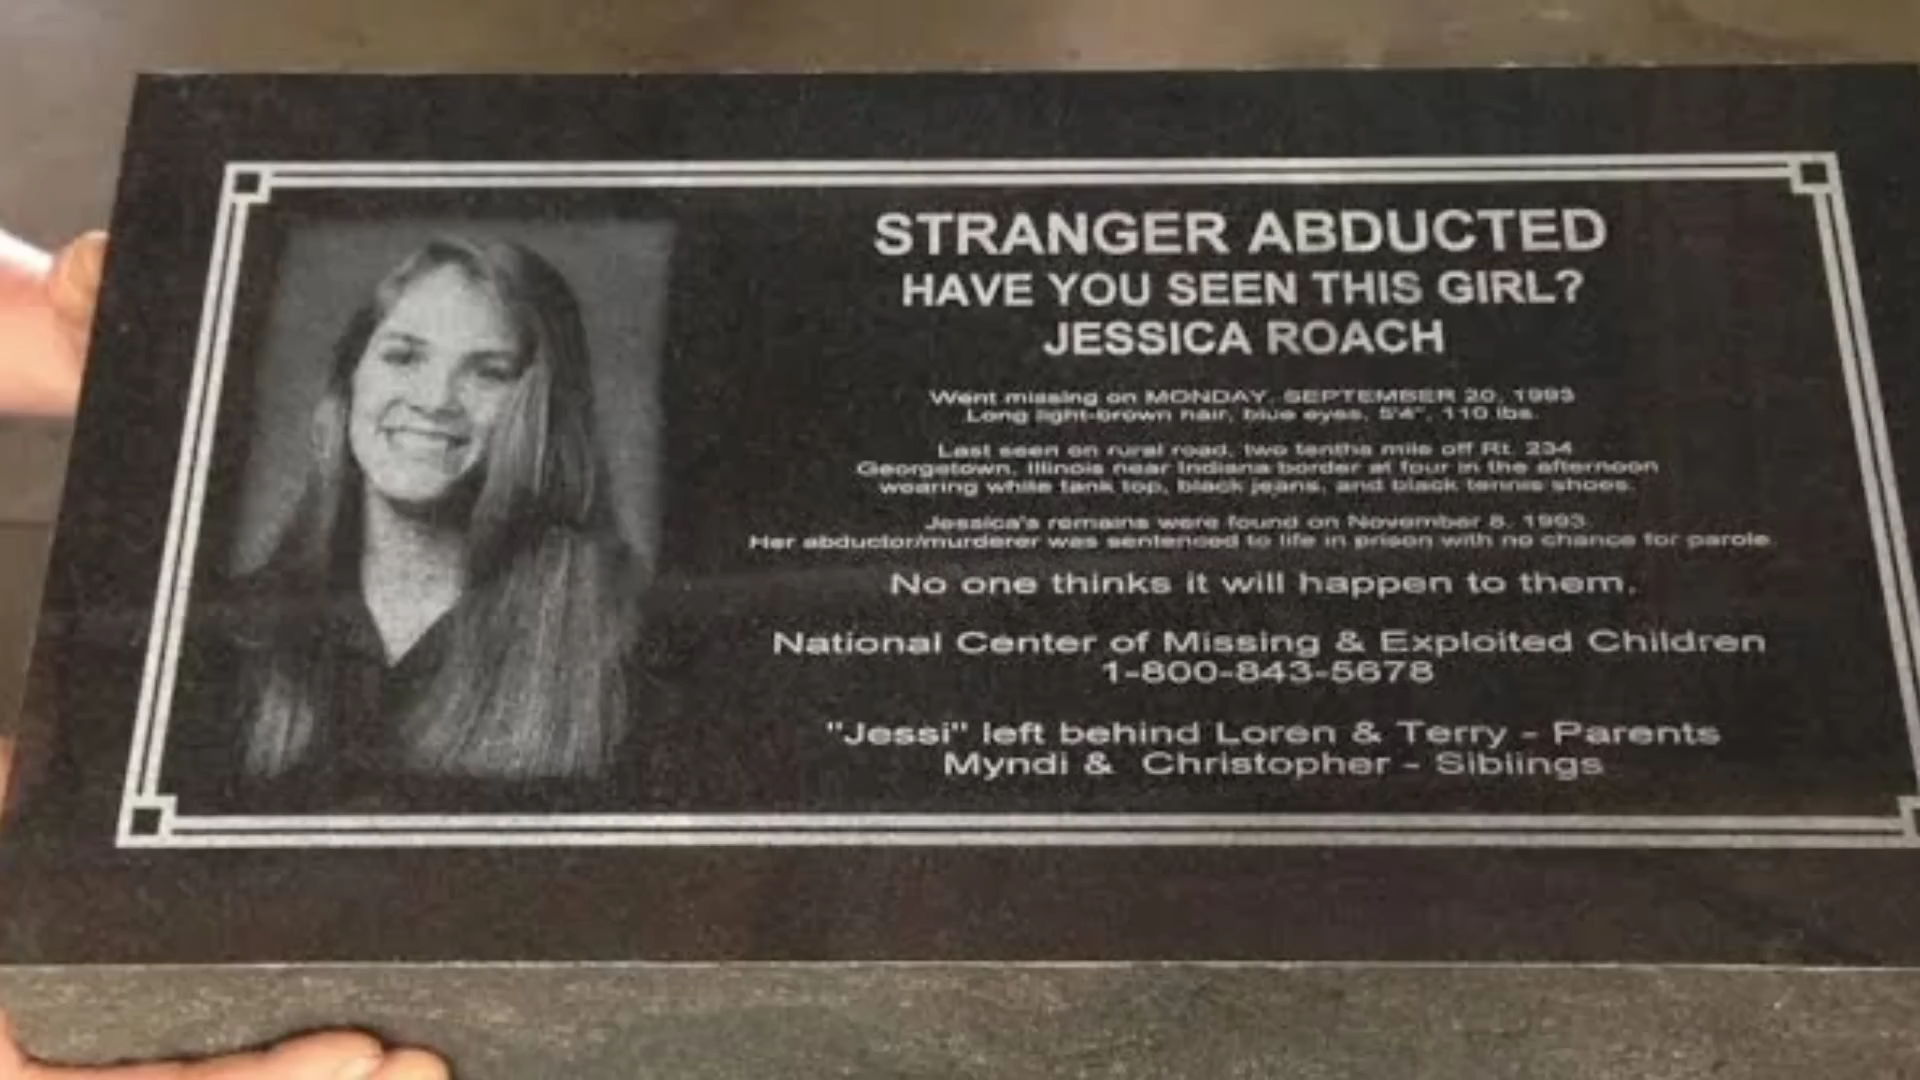 STRANGER ABDUCTED
HAVE YOU SEEN THIS GIRL?
JESSICA ROACH
Went missing on MONDAY, SEPTEMBER 20, 1993
Long light-brown hair, blue eyes, 5'4", 110 lbs.
Last seen on rural road, two tenths mile off Rt. 234
Georgetown, Illinois near Indiana border at four in the afternoon
wearing white tank top, black jeans, and black tennis shoes.
Jessica's remains were found on November 8, 1993
Her abductor/murderer was sentenced to life in prison with no chance for parole.
No one thinks it will happen to them.
National Center of Missing & Exploited Children
1-800-843-5678
"Jessi" left behind Loren & Terry - Parents
Myndi & Christopher - Siblings